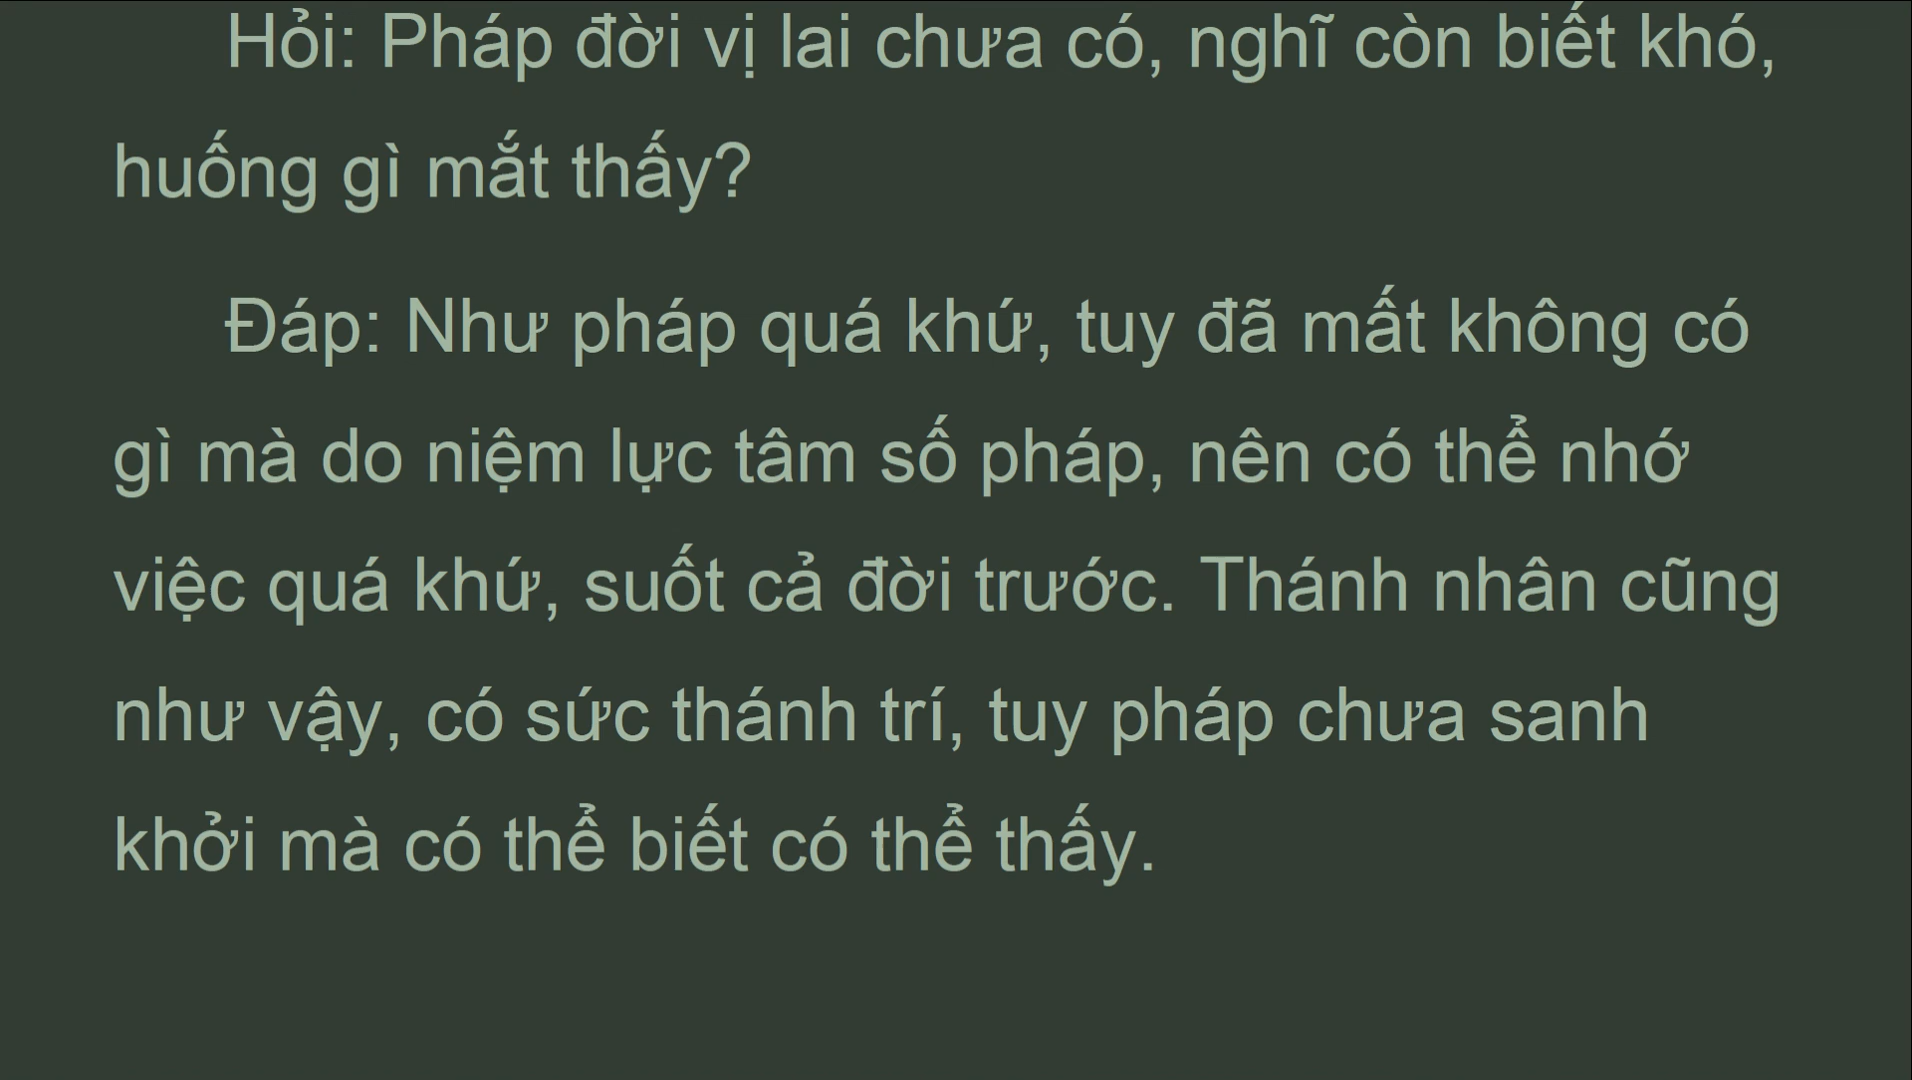 Hỏi: Pháp đời vị lai chưa có, nghĩ còn biết khó,
huống gì mắt thấy?
Đáp: Như pháp quá khứ, tuy đã mất không có
gì mà do niệm lực tâm số pháp, nên có thể nhớ
việc quá khứ, suốt cả đời trước. Thánh nhân cũng
như vậy, có sức thánh trí, tuy pháp chưa sanh
khởi mà có thể biết có thể thấy.